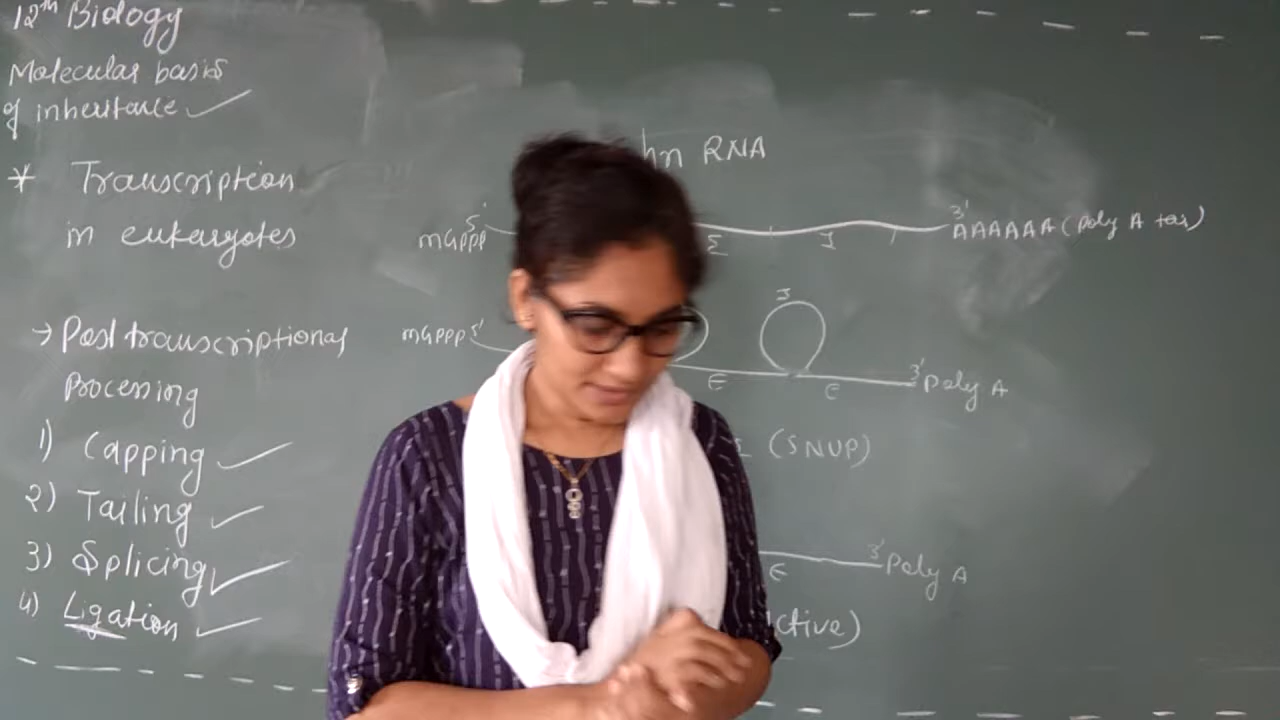 12th Biology
Molecular basis
of inheritance
* Transcription
in eukaryotes
→ Post transcriptional
Processing
1) Capping
2) Tailing
3) Splicing
4) Ligation
hn RNA
5'
mGPPP
E
I
3'
AAAAAA (Poly A tai)
I
mGPPP 5'
E
E
3' Poly A
(SNUP)
E
3' Poly A
ctive)